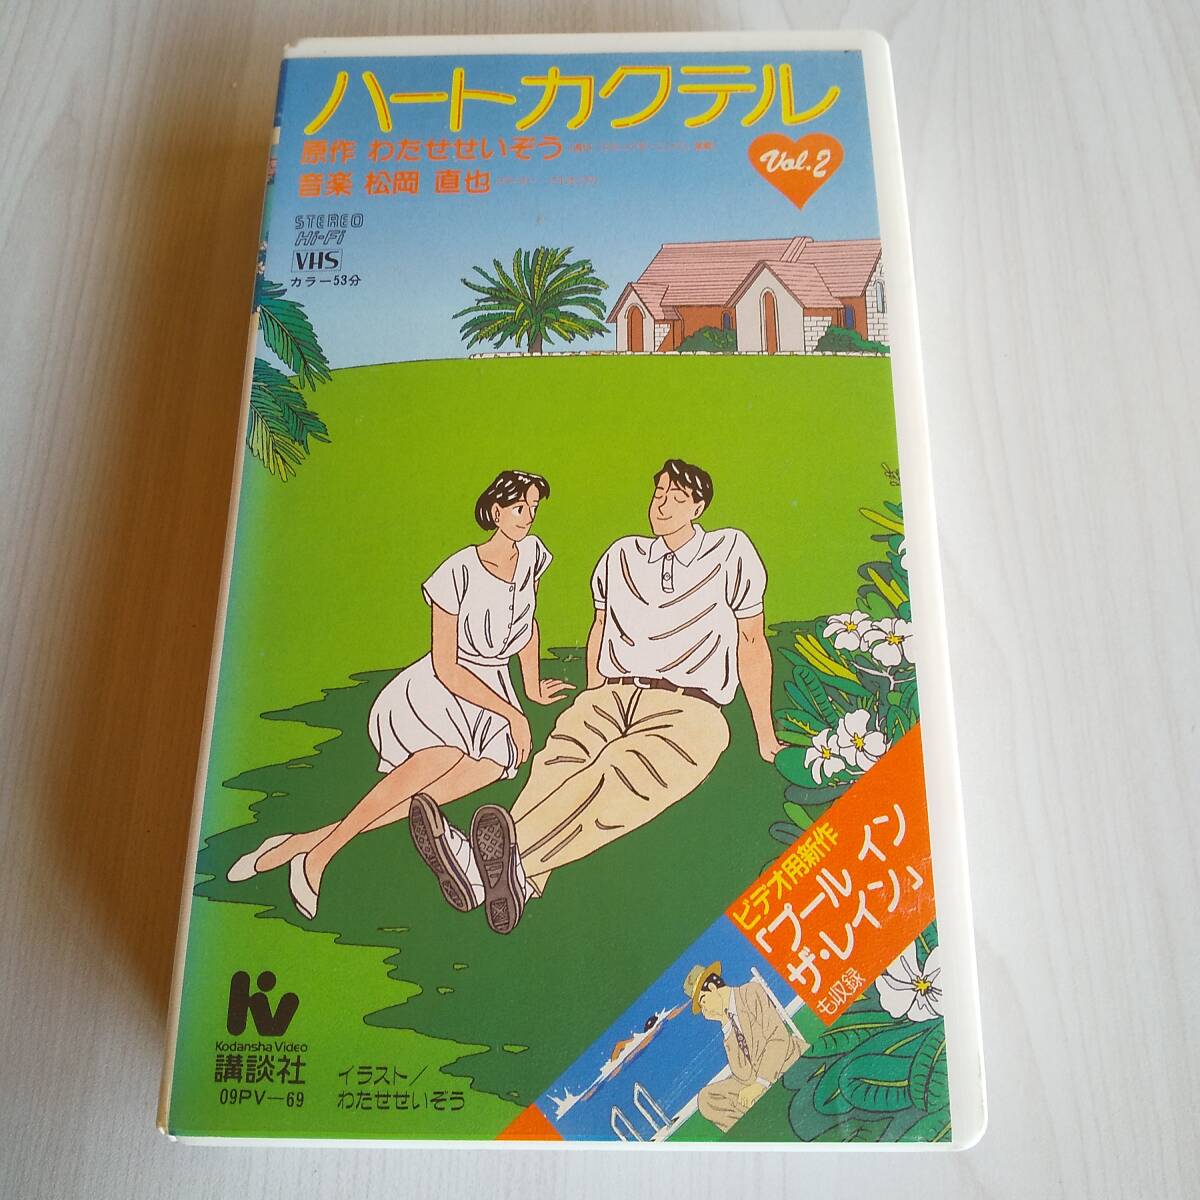 ハートカクテル
Vol.2
原作 わたせせいぞう
音楽 松岡 直也
STEREO
Hi-Fi
VHS
カラー53分
ビデオ用新作
「プール イン
ザ・レイン」
も収録
Kodansha Video
講談社
09PV-69
イラスト/
わたせせいぞう